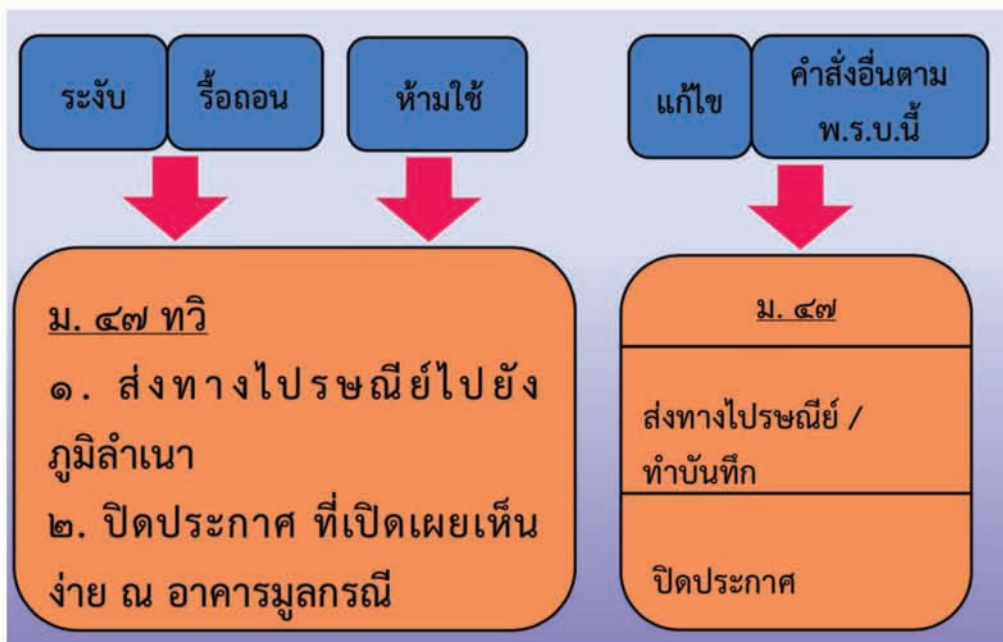 ระงับ
รื้อถอน
ห้ามใช้
แก้ไข
คำสั่งอื่นตาม
พ.ร.บ.นี้
ม. ๔๗ ทวิ
๑. ส่งทางไปรษณีย์ไปยัง
ภูมิลำเนา
๒. ปิดประกาศ ที่เปิดเผยเห็น
ง่าย ณ อาคารมูลกรณี
ม. ๔๗
ส่งทางไปรษณีย์ /
ทำบันทึก
ปิดประกาศ